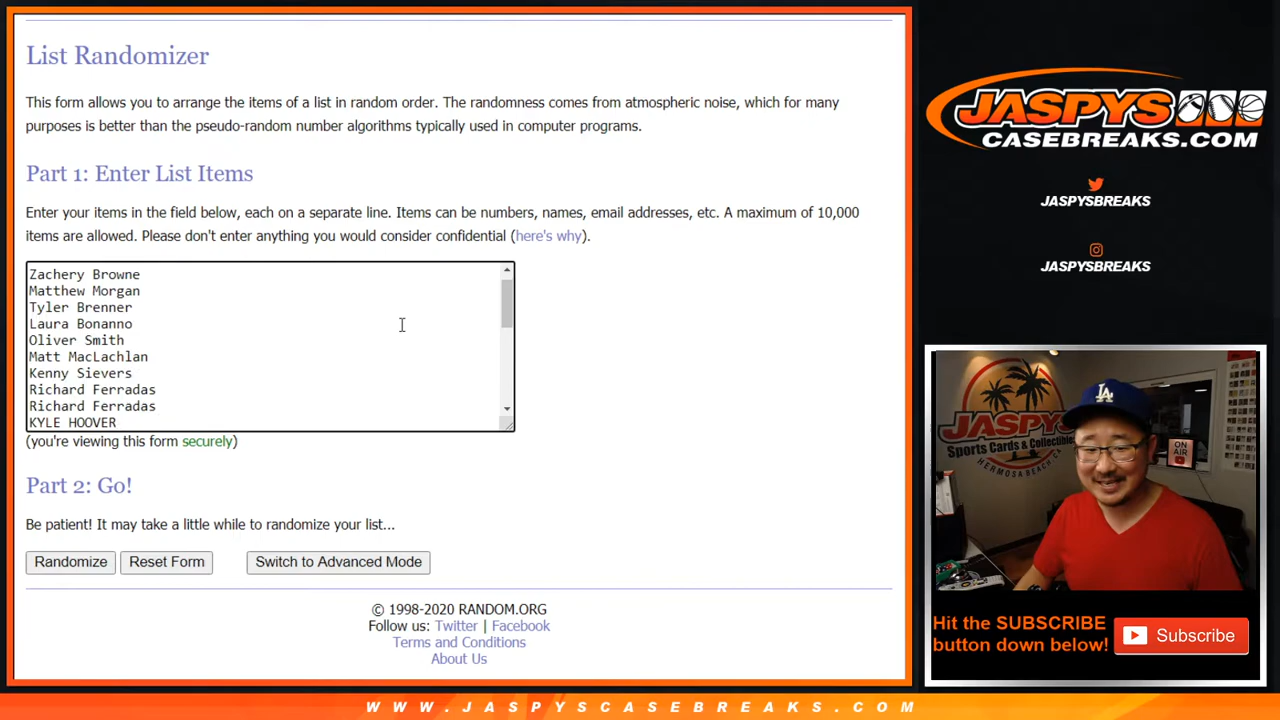 List Randomizer
This form allows you to arrange the items of a list in random order. The randomness comes from atmospheric noise, which for many
purposes is better than the pseudo-random number algorithms typically used in computer programs.
Part 1: Enter List Items
Enter your items in the field below, each on a separate line. Items can be numbers, names, email addresses, etc. A maximum of 10,000
items are allowed. Please don't enter anything you would consider confidential (here's why).
Zachery Browne
Matthew Morgan
Tyler Brenner
Laura Bonanno
Oliver Smith
Matt MacLachlan
Kenny Sievers
Richard Ferradas
Richard Ferradas
KYLE HOOVER
(you're viewing this form securely)
Part 2: Go!
Be patient! It may take a little while to randomize your list...
Randomize Reset Form Switch to Advanced Mode
© 1998-2020 RANDOM.ORG
Follow us: Twitter | Facebook
Terms and Conditions
About Us
JASPYS
CASEBREAKS.COM
JASPYSBREAKS
JASPYSBREAKS
JASPYS
Sports Cards & Collectibles
HERMOSA BEACH, CA
LA
ON
AIR
Hit the SUBSCRIBE
button down below!
Subscribe
WWW.JASPYSCASEBREAKS.COM